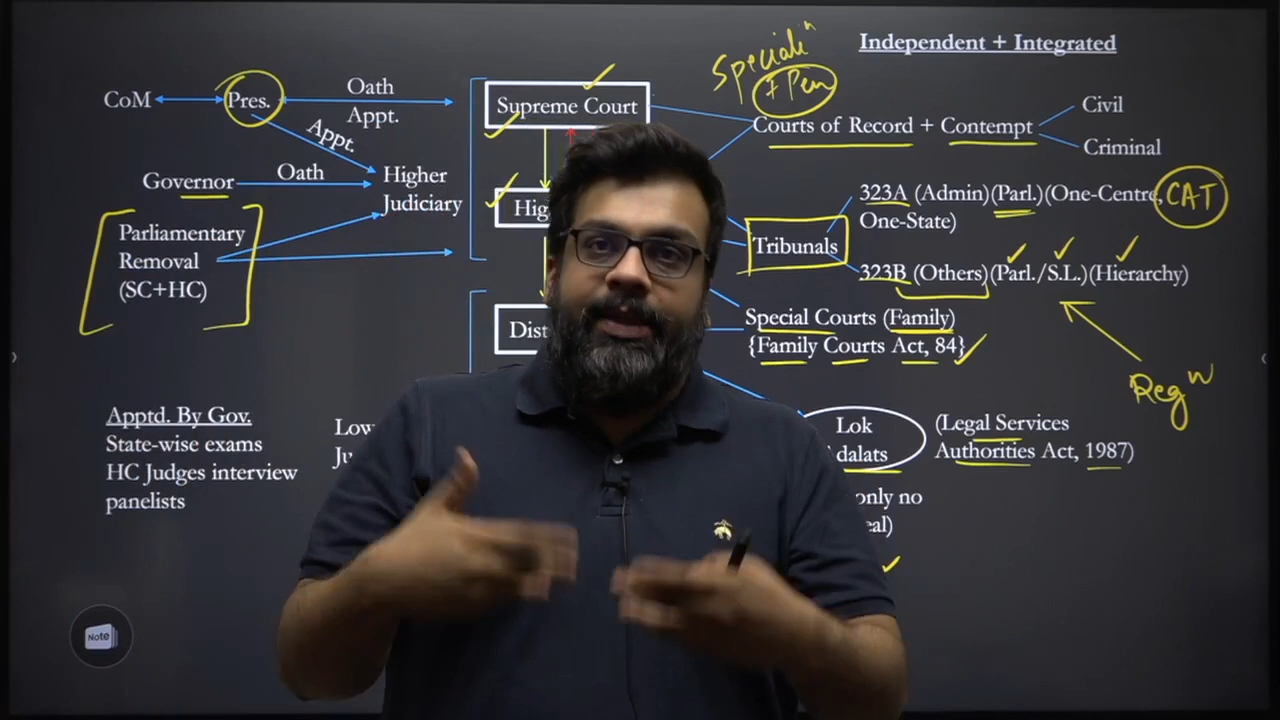 Independent + Integrated
CoM
Pres.
Oath
Appt.
Appt.
Governor
Oath
Higher
Judiciary
Parliamentary
Removal
(SC+HC)
Supreme Court
Hig
Dist
+ Pen
Courts of Record + Contempt
Civil
Criminal
Tribunals
323A (Admin)(Parl.)(One-Centre,
One-State)
CAT
323B (Others)(Parl./S.L.)(Hierarchy)
Special Courts (Family)
{Family Courts Act, 84}
Regn
Apptd. By Gov.
State-wise exams
HC Judges interview
panelists
Low
Ju
Lok
dalats
(Legal Services
Authorities Act, 1987)
only no
eal)
Note